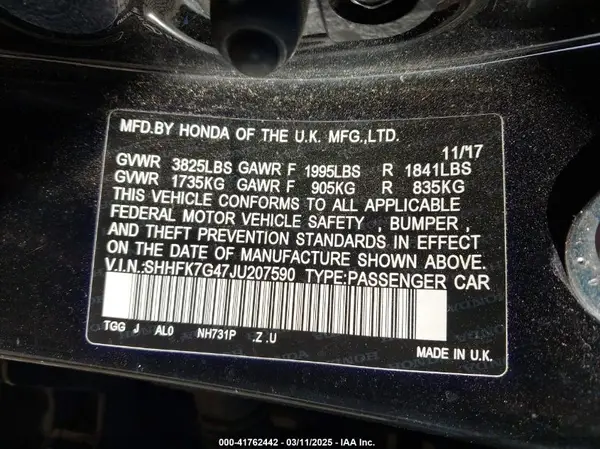 MFD.BY HONDA OF THE U.K. MFG.,LTD.
11/17
GVWR 3825LBS GAWR F 1995LBS R 1841LBS
GVWR 1735KG GAWR F 905KG R 835KG
THIS VEHICLE CONFORMS TO ALL APPLICABLE
FEDERAL MOTOR VEHICLE SAFETY , BUMPER ,
AND THEFT PREVENTION STANDARDS IN EFFECT
ON THE DATE OF MANUFACTURE SHOWN ABOVE.
V.I.N.:SHHFK7G47JU207590 TYPE:PASSENGER CAR
TGG J AL0 NH731P .Z .U
MADE IN U.K.
000-41762442 - 03/11/2025 - IAA Inc.